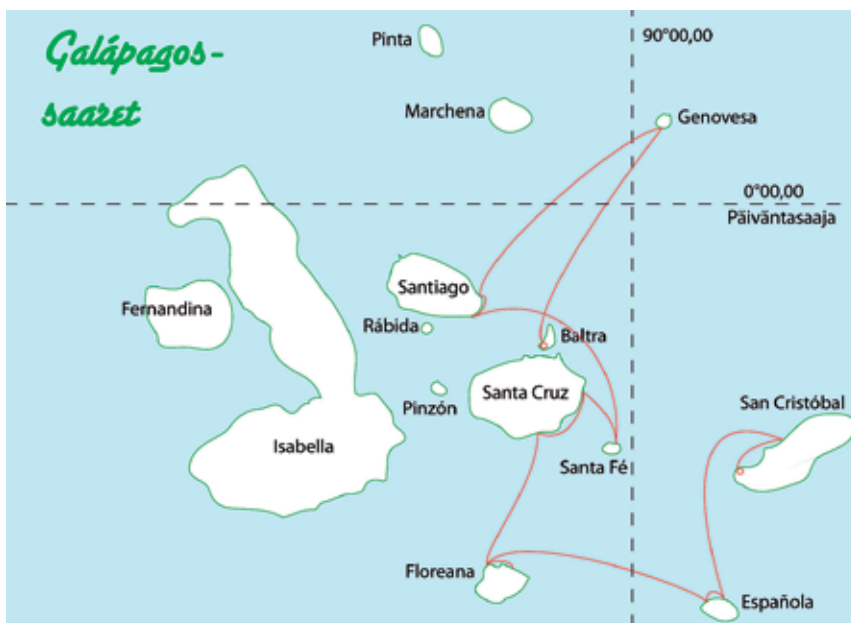 Galápagos-
saaret
Pinta
90°00,00
Marchena
Genovesa
0°00,00
Päiväntasaaja
Santiago
Fernandina
Rábida
Baltra
Santa Cruz
Pinzón
San Cristóbal
Isabella
Santa Fé
Floreana
Española